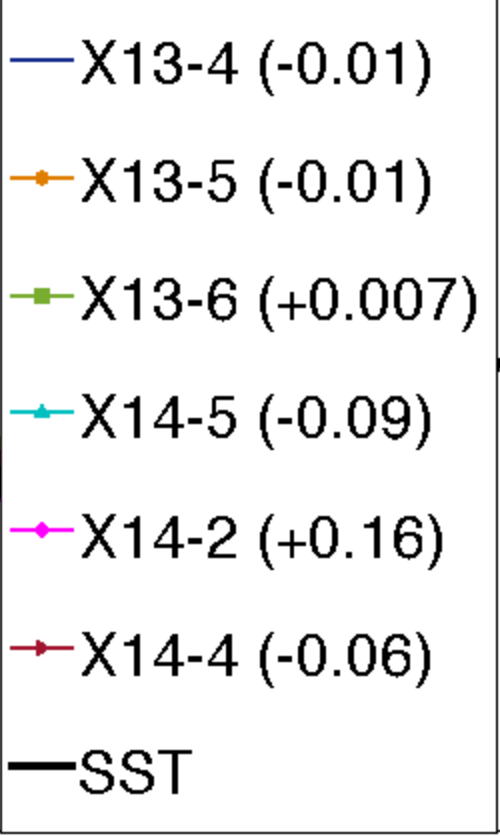 X13-4 (-0.01)
X13-5 (-0.01)
X13-6 (+0.007)
X14-5 (-0.09)
X14-2 (+0.16)
X14-4 (-0.06)
SST